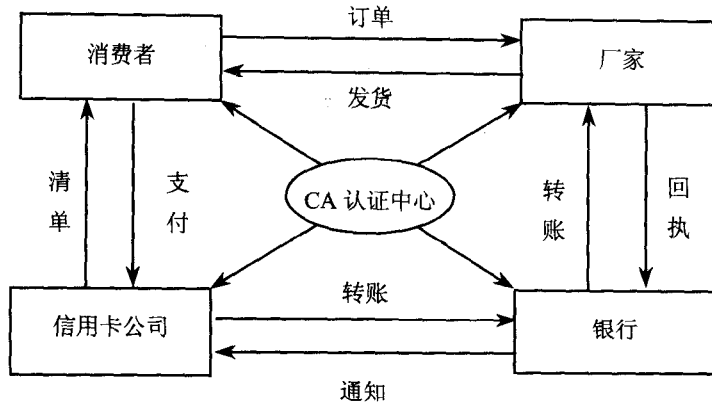 订单
消费者
厂家
发货
清单
支付
CA 认证中心
转账
回执
信用卡公司
转账
银行
通知